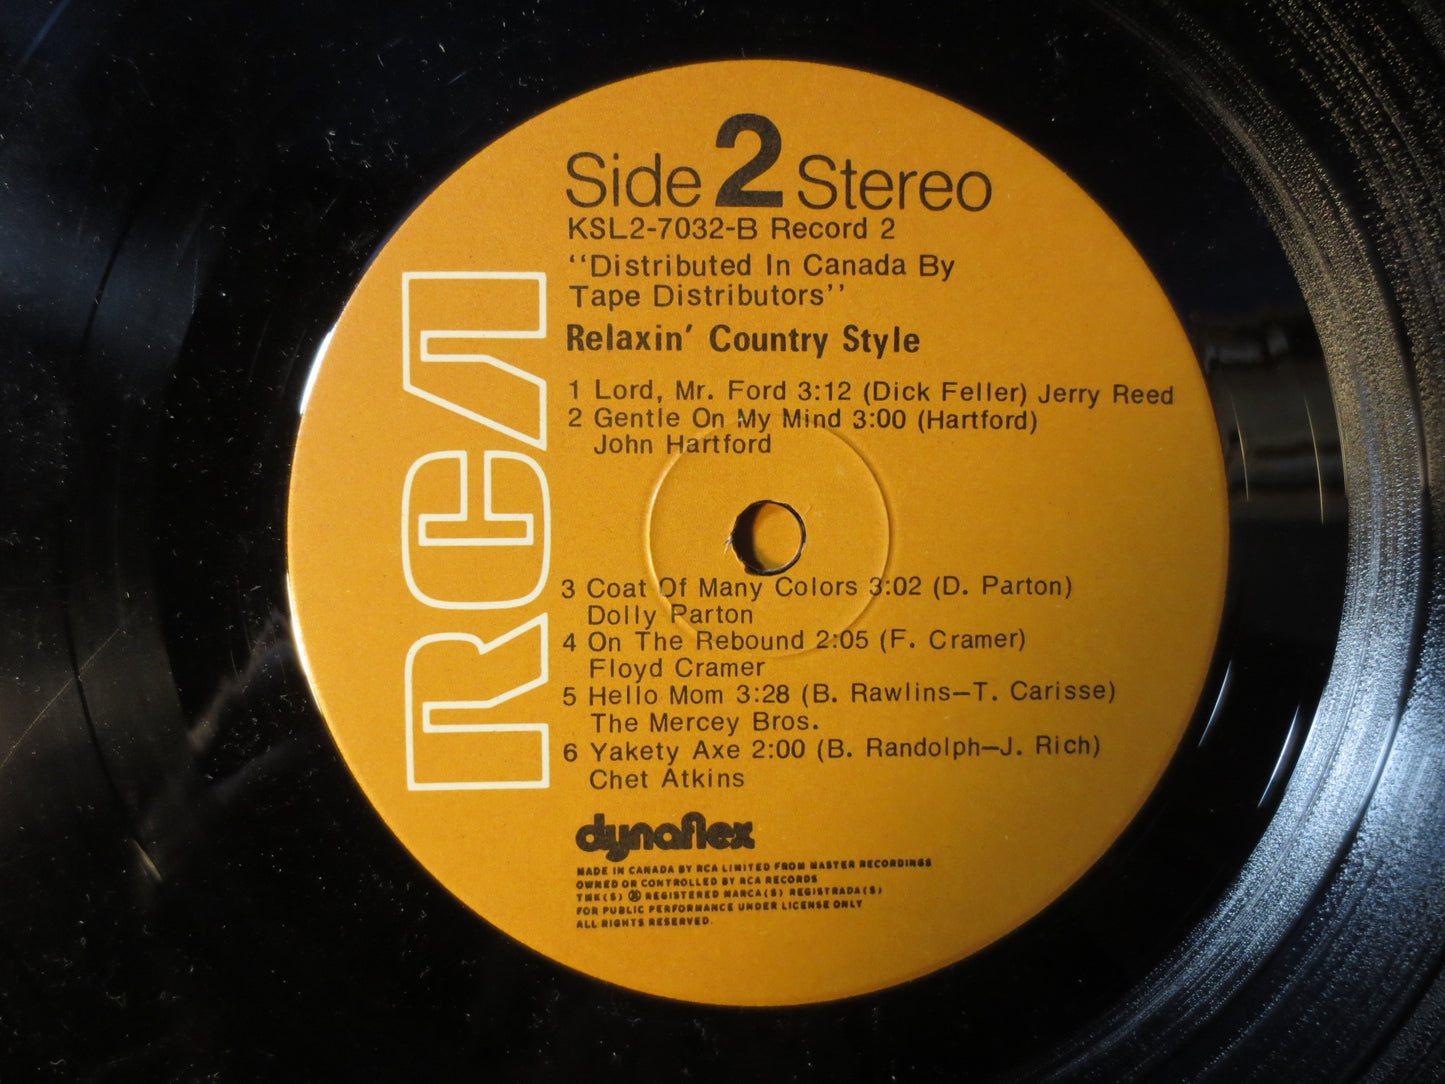 Side 2 Stereo
KSL2-7032-B Record 2
"Distributed In Canada By
Tape Distributors"
Relaxin' Country Style
1 Lord, Mr. Ford 3:12 (Dick Feller) Jerry Reed
2 Gentle On My Mind 3:00 (Hartford)
John Hartford
3 Coat Of Many Colors 3:02 (D. Parton)
Dolly Parton
4 On The Rebound 2:05 (F. Cramer)
Floyd Cramer
5 Hello Mom 3:28 (B. Rawlins—T. Carisse)
The Mercey Bros.
6 Yakety Axe 2:00 (B. Randolph—J. Rich)
Chet Atkins
RCA
dynaflex
MADE IN CANADA BY RCA LIMITED FROM MASTER RECORDINGS
OWNED OR CONTROLLED BY RCA RECORDS
TMK(S) ® REGISTERED MARCA(S) REGISTRADA(S)
FOR PUBLIC PERFORMANCE UNDER LICENSE ONLY
ALL RIGHTS RESERVED.